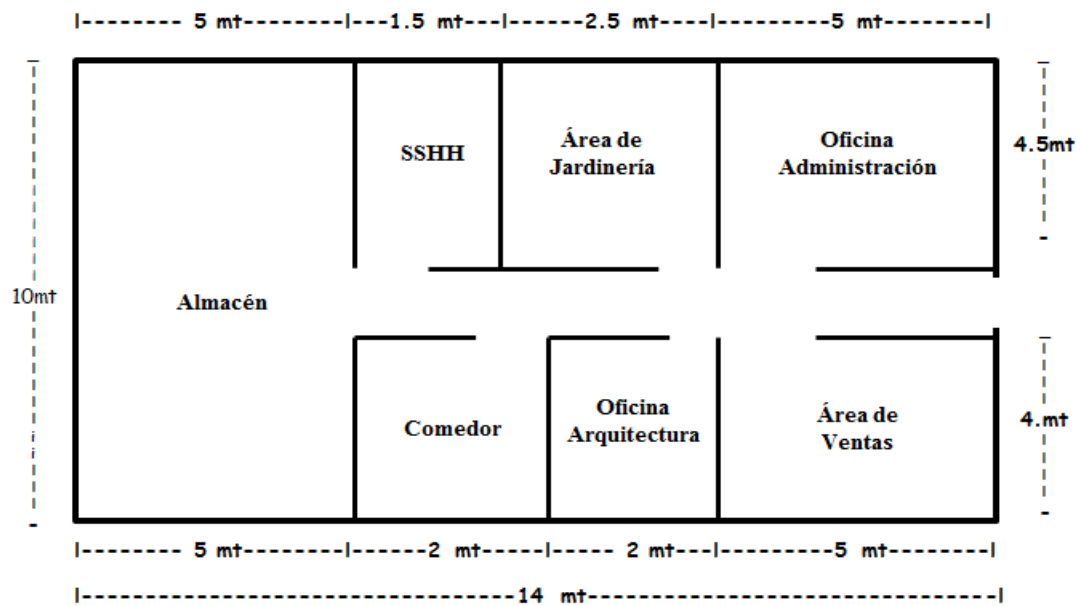 |-------- 5 mt--------|---1.5 mt---|-----2.5 mt-----|--------5 mt--------|
SSHH
Área de
Jardinería
Oficina
Administración
4.5mt
10mt
Almacén
Comedor
Oficina
Arquitectura
Área de
Ventas
4.mt
|-------- 5 mt--------|------2 mt-----|----- 2 mt-----|---------5 mt-------|
|-----------------------------------14 mt---------------------------------|